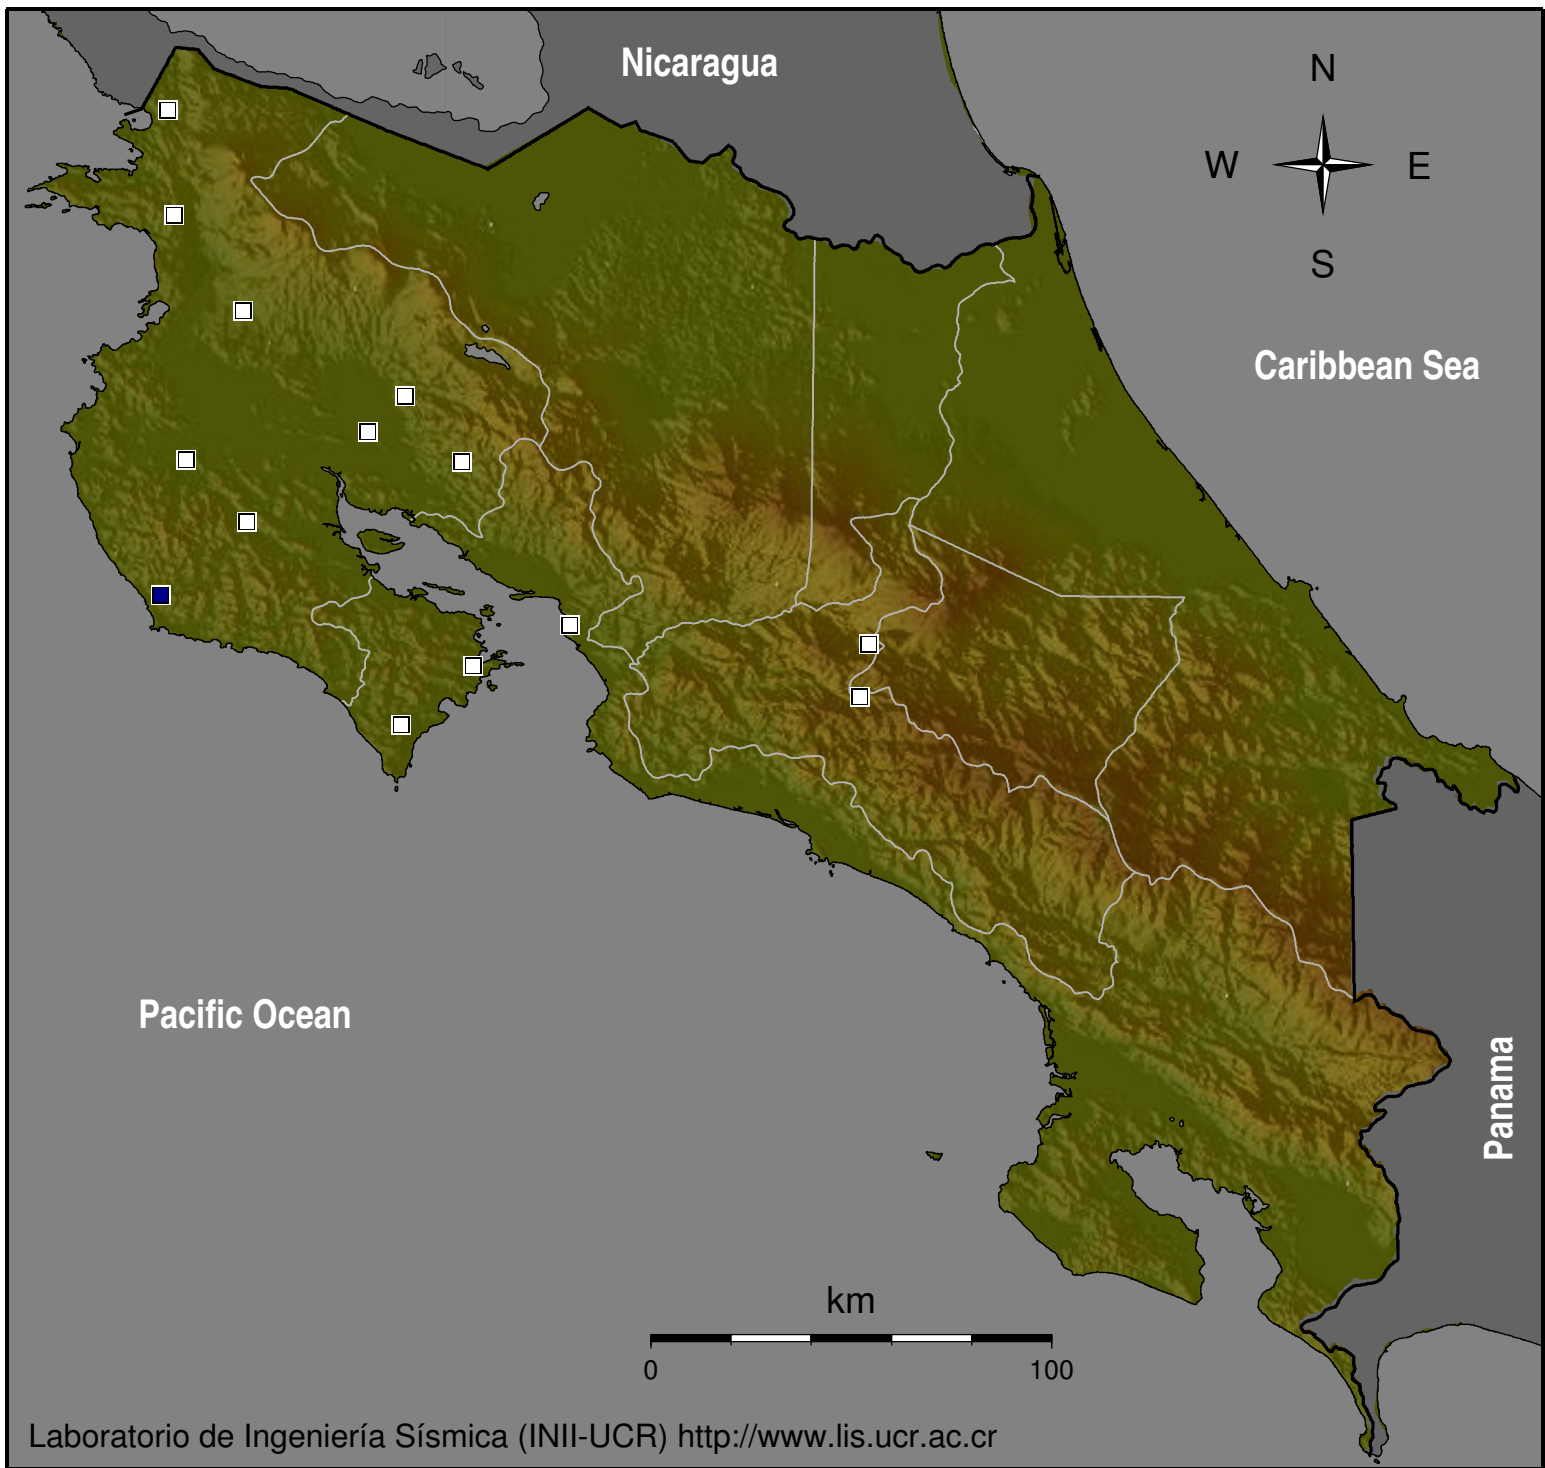 Nicaragua
N
W E
S
Caribbean Sea
Pacific Ocean
Panama
km
0 100
Laboratorio de Ingeniería Sísmica (INII-UCR) http://www.lis.ucr.ac.cr